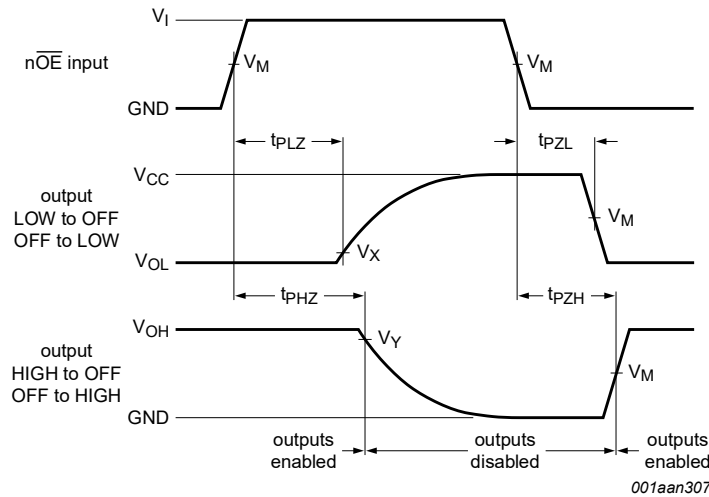 V_I
nOE input
V_M
V_M
GND
t_PLZ
t_PZL
V_CC
output
LOW to OFF
OFF to LOW
V_M
V_X
V_OL
t_PHZ
t_PZH
V_OH
output
HIGH to OFF
OFF to HIGH
V_Y
V_M
GND
outputs
enabled
outputs
disabled
outputs
enabled
001aan307